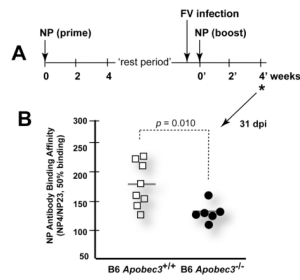 FV infection
A
NP (prime)
NP (boost)
'rest period'
0 2 4 0' 2' 4' weeks
*
B
p = 0.010
31 dpi
NP Antibody Binding Affinity
(NP4/NP23, 50% binding)
300
250
200
150
100
50
B6 Apobec3+/+ B6 Apobec3-/-